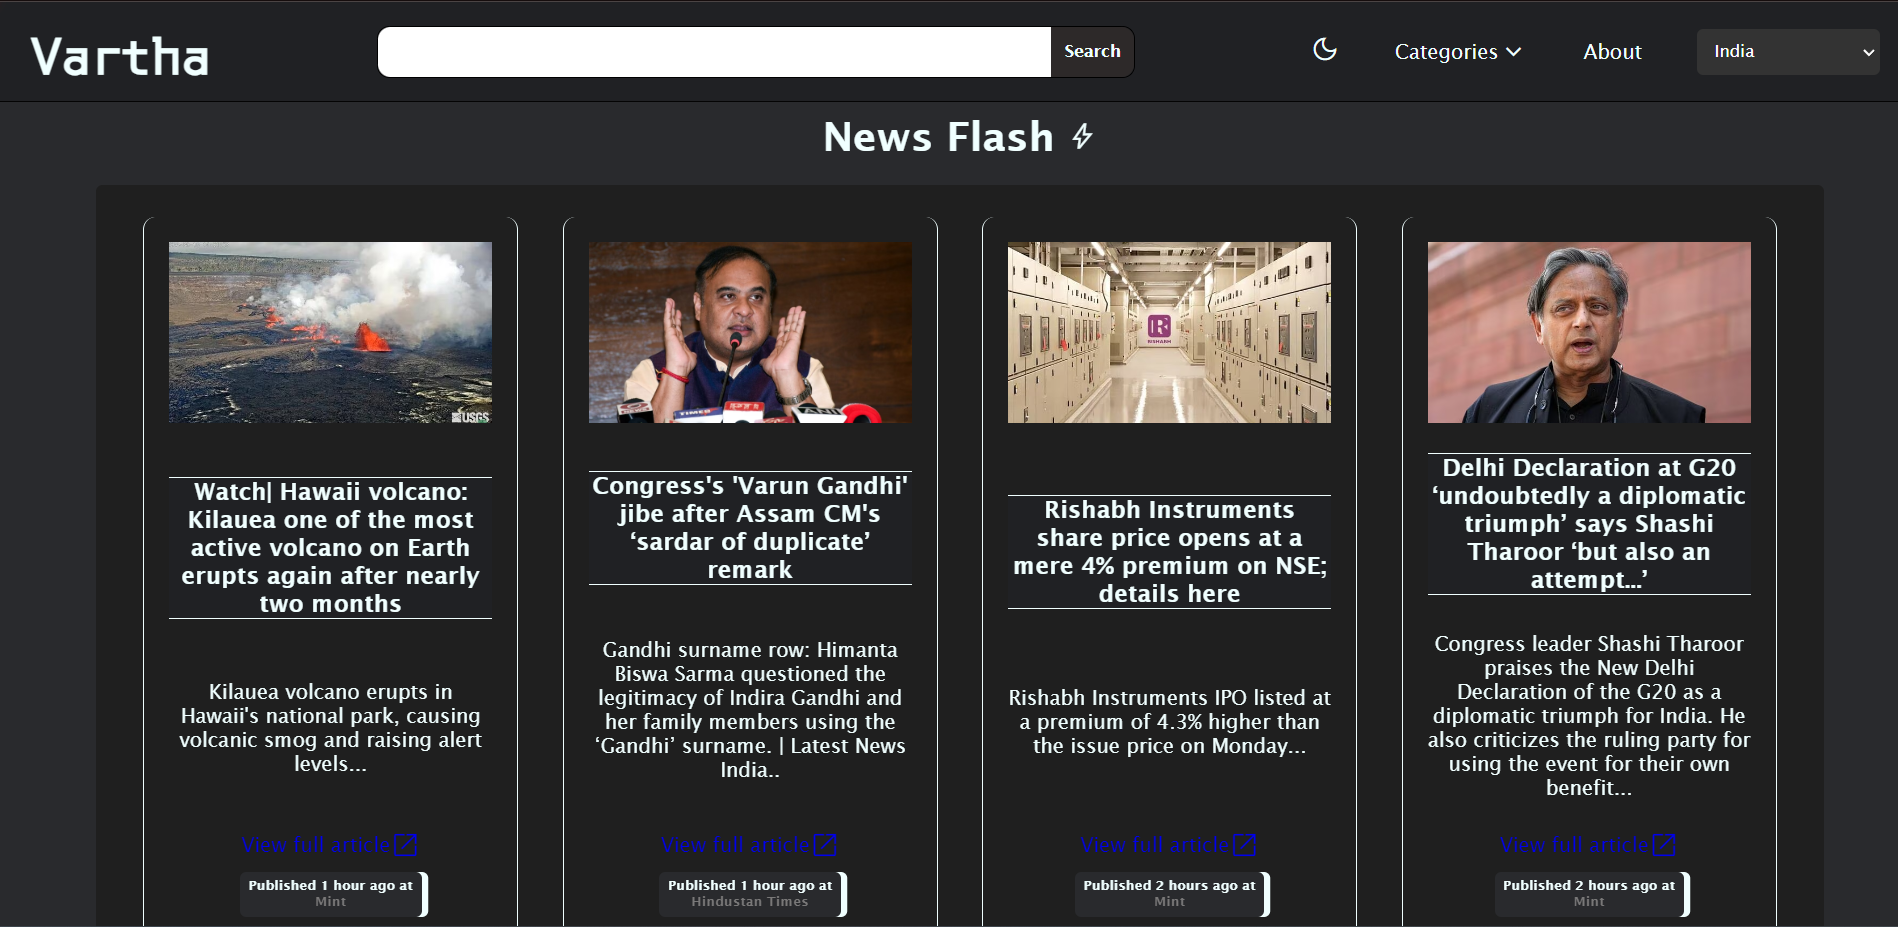 Vartha
Search
Categories
About
India
News Flash
USGS
Watch| Hawaii volcano:
Kilauea one of the most
active volcano on Earth
erupts again after nearly
two months
Kilauea volcano erupts in
Hawaii's national park, causing
volcanic smog and raising alert
levels...
View full article
Published 1 hour ago at
Mint
TIMES
PTI
ANI
Congress's 'Varun Gandhi'
jibe after Assam CM's
‘sardar of duplicate’
remark
Gandhi surname row: Himanta
Biswa Sarma questioned the
legitimacy of Indira Gandhi and
her family members using the
‘Gandhi’ surname. | Latest News
India..
View full article
Published 1 hour ago at
Hindustan Times
R
RISHABH
Rishabh Instruments
share price opens at a
mere 4% premium on NSE;
details here
Rishabh Instruments IPO listed at
a premium of 4.3% higher than
the issue price on Monday...
View full article
Published 2 hours ago at
Mint
Delhi Declaration at G20
‘undoubtedly a diplomatic
triumph’ says Shashi
Tharoor ‘but also an
attempt...’
Congress leader Shashi Tharoor
praises the New Delhi
Declaration of the G20 as a
diplomatic triumph for India. He
also criticizes the ruling party for
using the event for their own
benefit...
View full article
Published 2 hours ago at
Mint